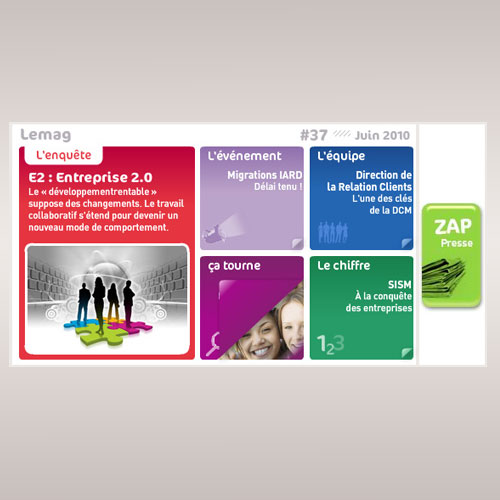 Lemag
#37 Juin 2010
L'enquête
E2 : Entreprise 2.0
Le « développementrentable »
suppose des changements. Le travail
collaboratif s'étend pour devenir un
nouveau mode de comportement.
L'événement
Migrations IARD
Délai tenu !
L'équipe
Direction de
la Relation Clients
L'une des clés
de la DCM
ça tourne
Le chiffre
SISM
À la conquête
des entreprises
123
ZAP
Presse